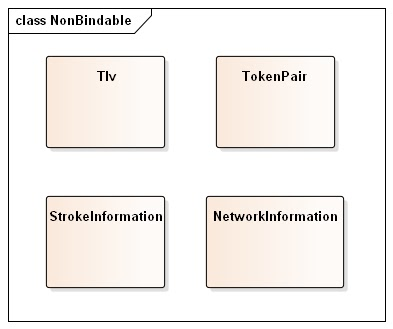 class NonBindable
Tlv
TokenPair
StrokeInformation
NetworkInformation